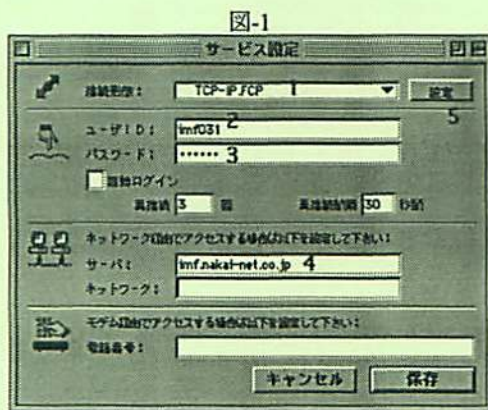 図-1
サービス設定
接続形態: TCP-IP.FCP 1 設定
5
ユーザID: imf031 2
パスワード: •••••• 3
自動ログイン
再接続 3 回 再接続間隔 30 秒間
ネットワーク経由でアクセスする場合は以下を設定して下さい:
サーバ: imf.nakai-net.co.jp 4
ネットワーク:
モデム経由でアクセスする場合は以下を設定して下さい:
電話番号:
キャンセル 保存